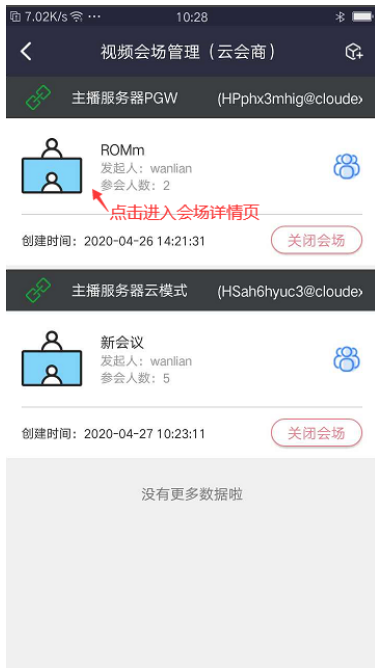 7.02K/s ··· 10:28
视频会场管理（云会商）
主播服务器PGW (HPphx3mhig@cloude
ROMm
发起人：wanlian
参会人数：2
点击进入会场详情页
创建时间：2020-04-26 14:21:31 关闭会场
主播服务器云模式 (HSah6hyuc3@cloude
新会议
发起人：wanlian
参会人数：5
创建时间：2020-04-27 10:23:11 关闭会场
没有更多数据啦